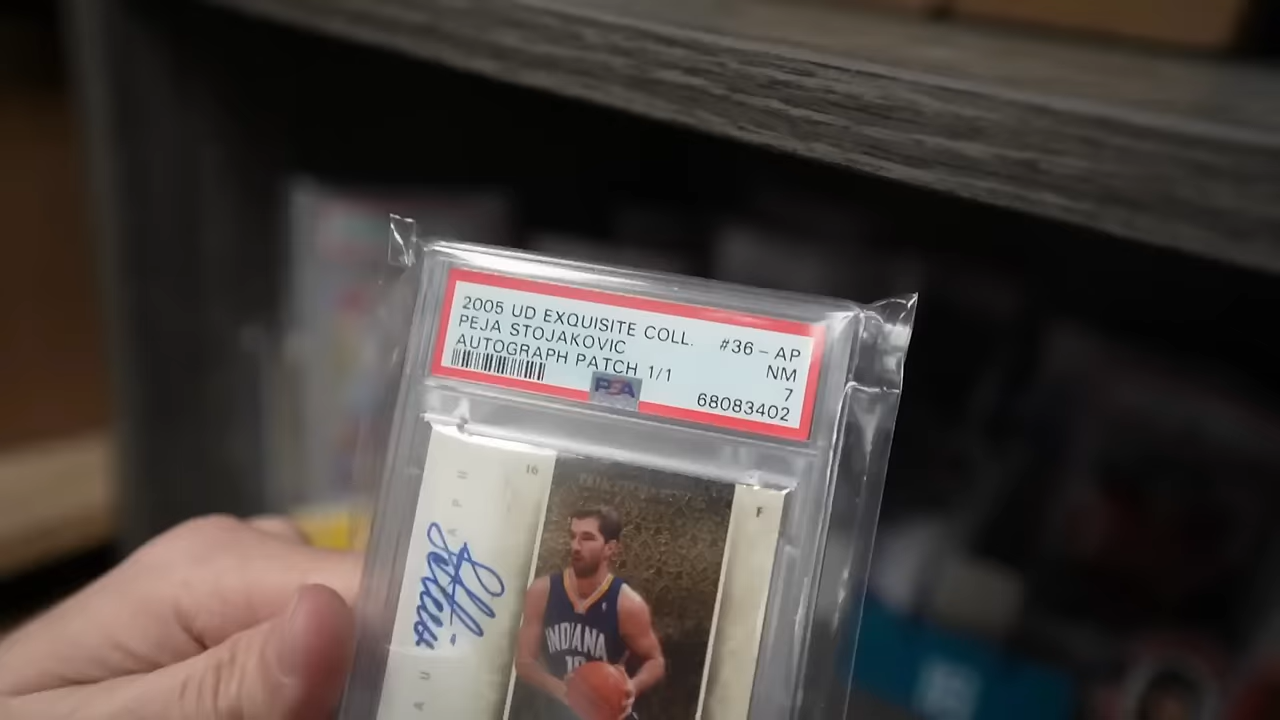 2005 UD EXQUISITE COLL. #36-AP
PEJA STOJAKOVIC NM
AUTOGRAPH PATCH 1/1 7
PSA 68083402
16
F
INDIANA